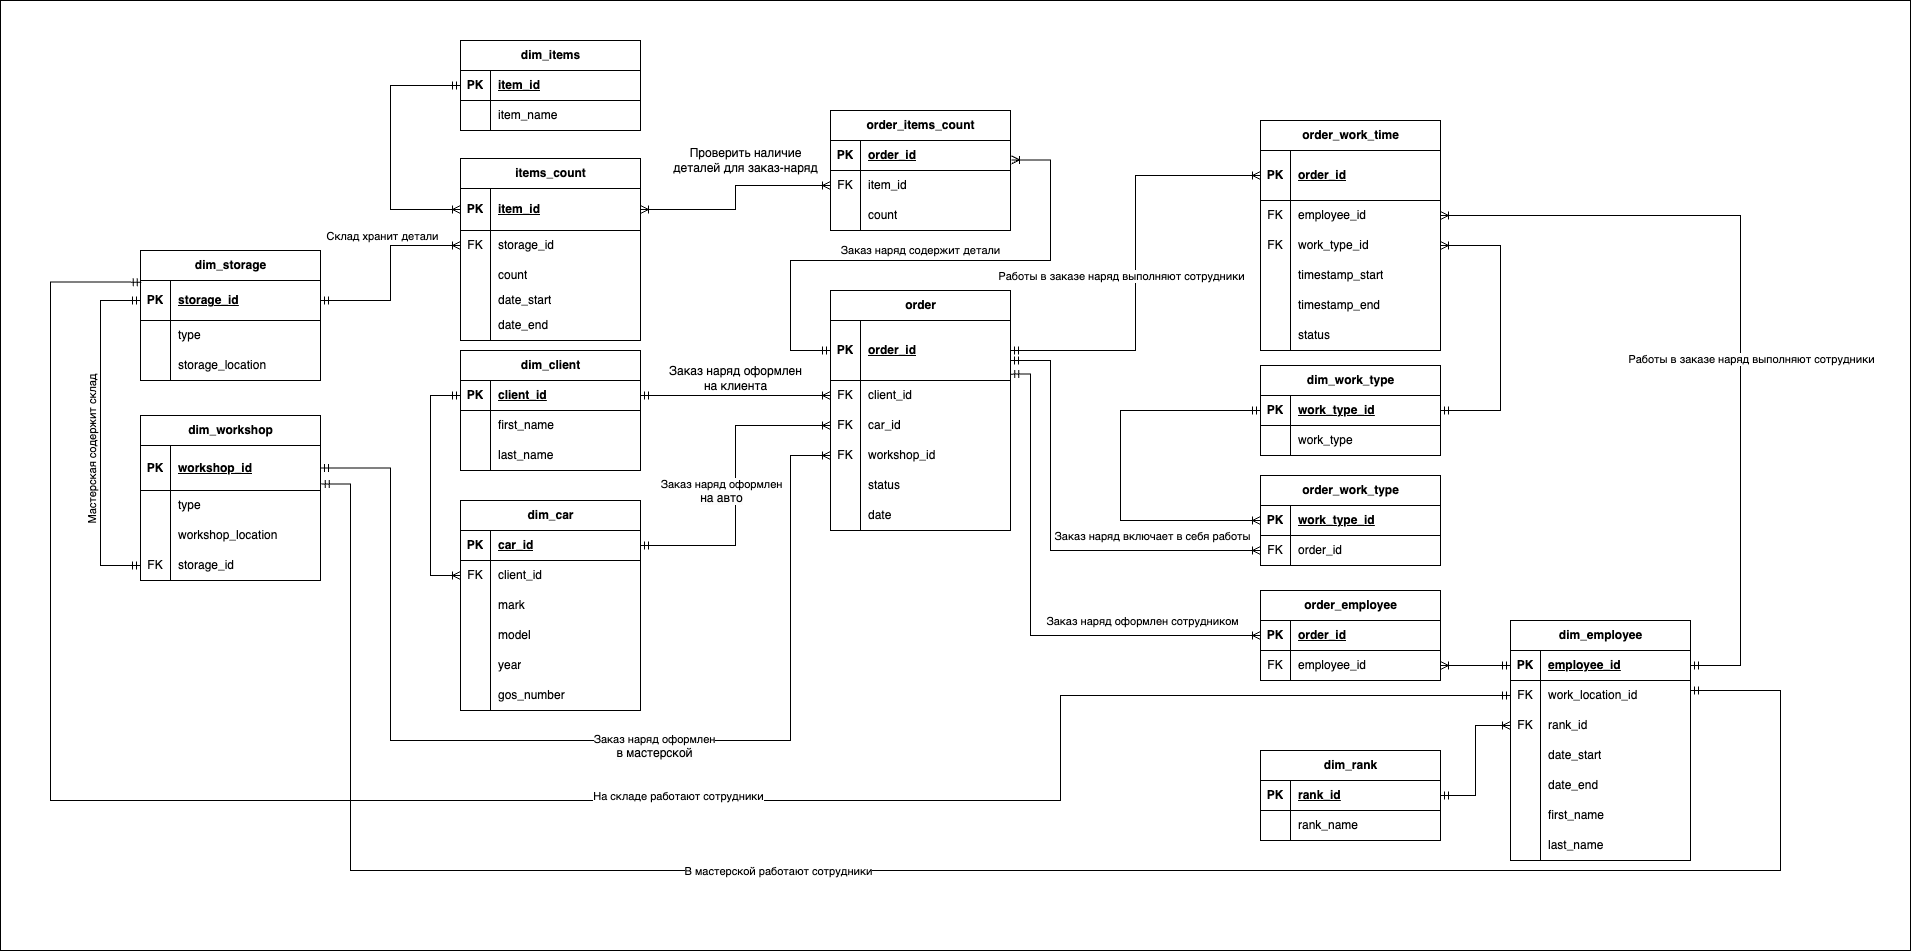 dim_items
PK item_id
item_name
items_count
PK item_id
FK storage_id
count
date_start
date_end
Склад хранит детали
dim_storage
PK storage_id
type
storage_location
Мастерская содержит склад
dim_workshop
PK workshop_id
type
workshop_location
FK storage_id
dim_client
PK client_id
first_name
last_name
dim_car
PK car_id
FK client_id
mark
model
year
gos_number
Проверить наличие
деталей для заказ-наряд
order_items_count
PK order_id
FK item_id
count
Заказ наряд содержит детали
Работы в заказе наряд выполняют сотрудники
order
PK order_id
FK client_id
FK car_id
FK workshop_id
status
date
Заказ наряд оформлен
на клиента
Заказ наряд оформлен
на авто
Заказ наряд оформлен
в мастерской
order_work_time
PK order_id
FK employee_id
FK work_type_id
timestamp_start
timestamp_end
status
Работы в заказе наряд выполняют сотрудники
dim_work_type
PK work_type_id
work_type
order_work_type
PK work_type_id
FK order_id
Заказ наряд включает в себя работы
order_employee
PK order_id
FK employee_id
Заказ наряд оформлен сотрудником
dim_employee
PK employee_id
FK work_location_id
FK rank_id
date_start
date_end
first_name
last_name
dim_rank
PK rank_id
rank_name
На складе работают сотрудники
В мастерской работают сотрудники